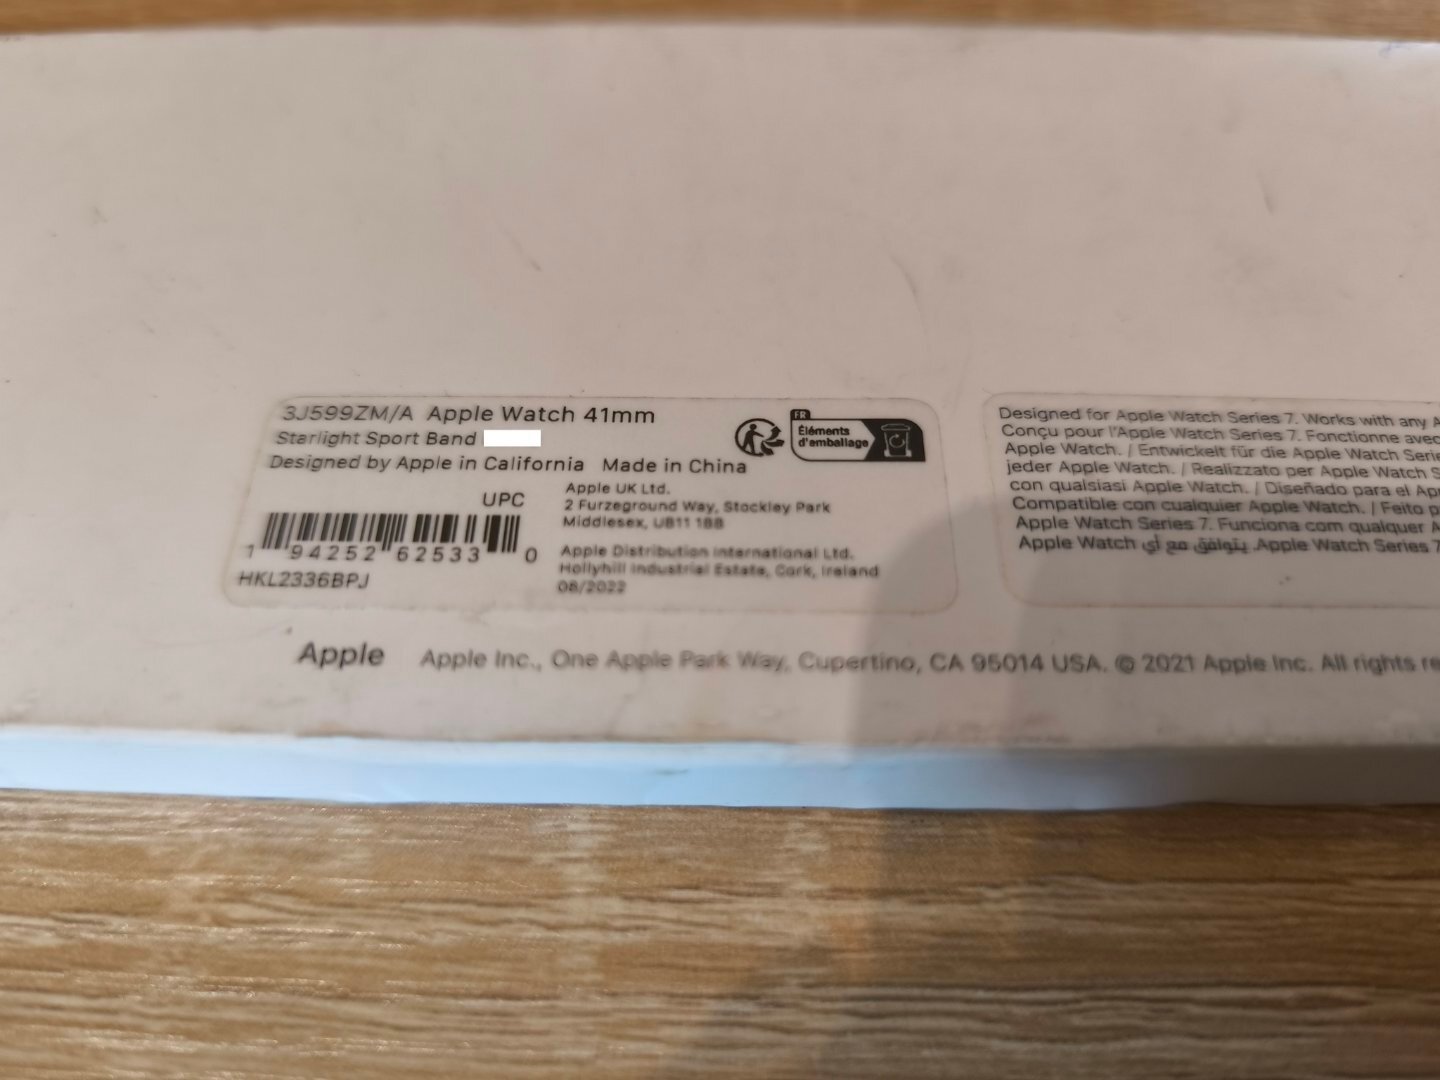 3J599ZM/A Apple Watch 41mm
Starlight Sport Band
Designed by Apple in California Made in China
FR
Éléments
d'emballage
UPC
1 94252 62533 0
HKL2336BPJ
Apple UK Ltd.
2 Furzeground Way, Stockley Park
Middlesex, UB11 1BB
Apple Distribution International Ltd.
Hollyhill Industrial Estate, Cork, Ireland
08/2022
Designed for Apple Watch Series 7. Works with any
Conçu pour l'Apple Watch Series 7. Fonctionne avec
Apple Watch. / Entwickelt für die Apple Watch
jeder Apple Watch. / Realizzato per Apple Watch
con qualsiasi Apple Watch. / Diseñado para el
Compatible con cualquier Apple Watch. / Feito
Apple Watch Series 7. Funciona com qualquer
Apple Watch يتوافق مع أي .Apple Watch Series 7
Apple Apple Inc., One Apple Park Way, Cupertino, CA 95014 USA. © 2021 Apple Inc. All rights